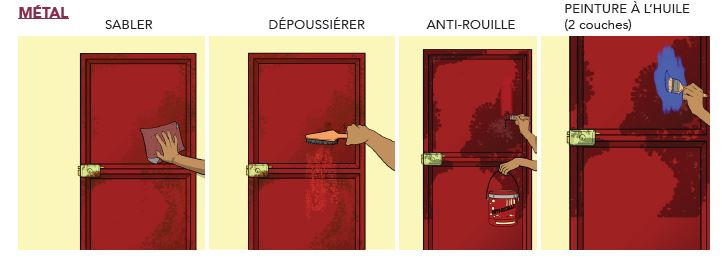 MÉTAL
SABLER
DÉPOUSSIÉRER
ANTI-ROUILLE
PEINTURE À L'HUILE
(2 couches)